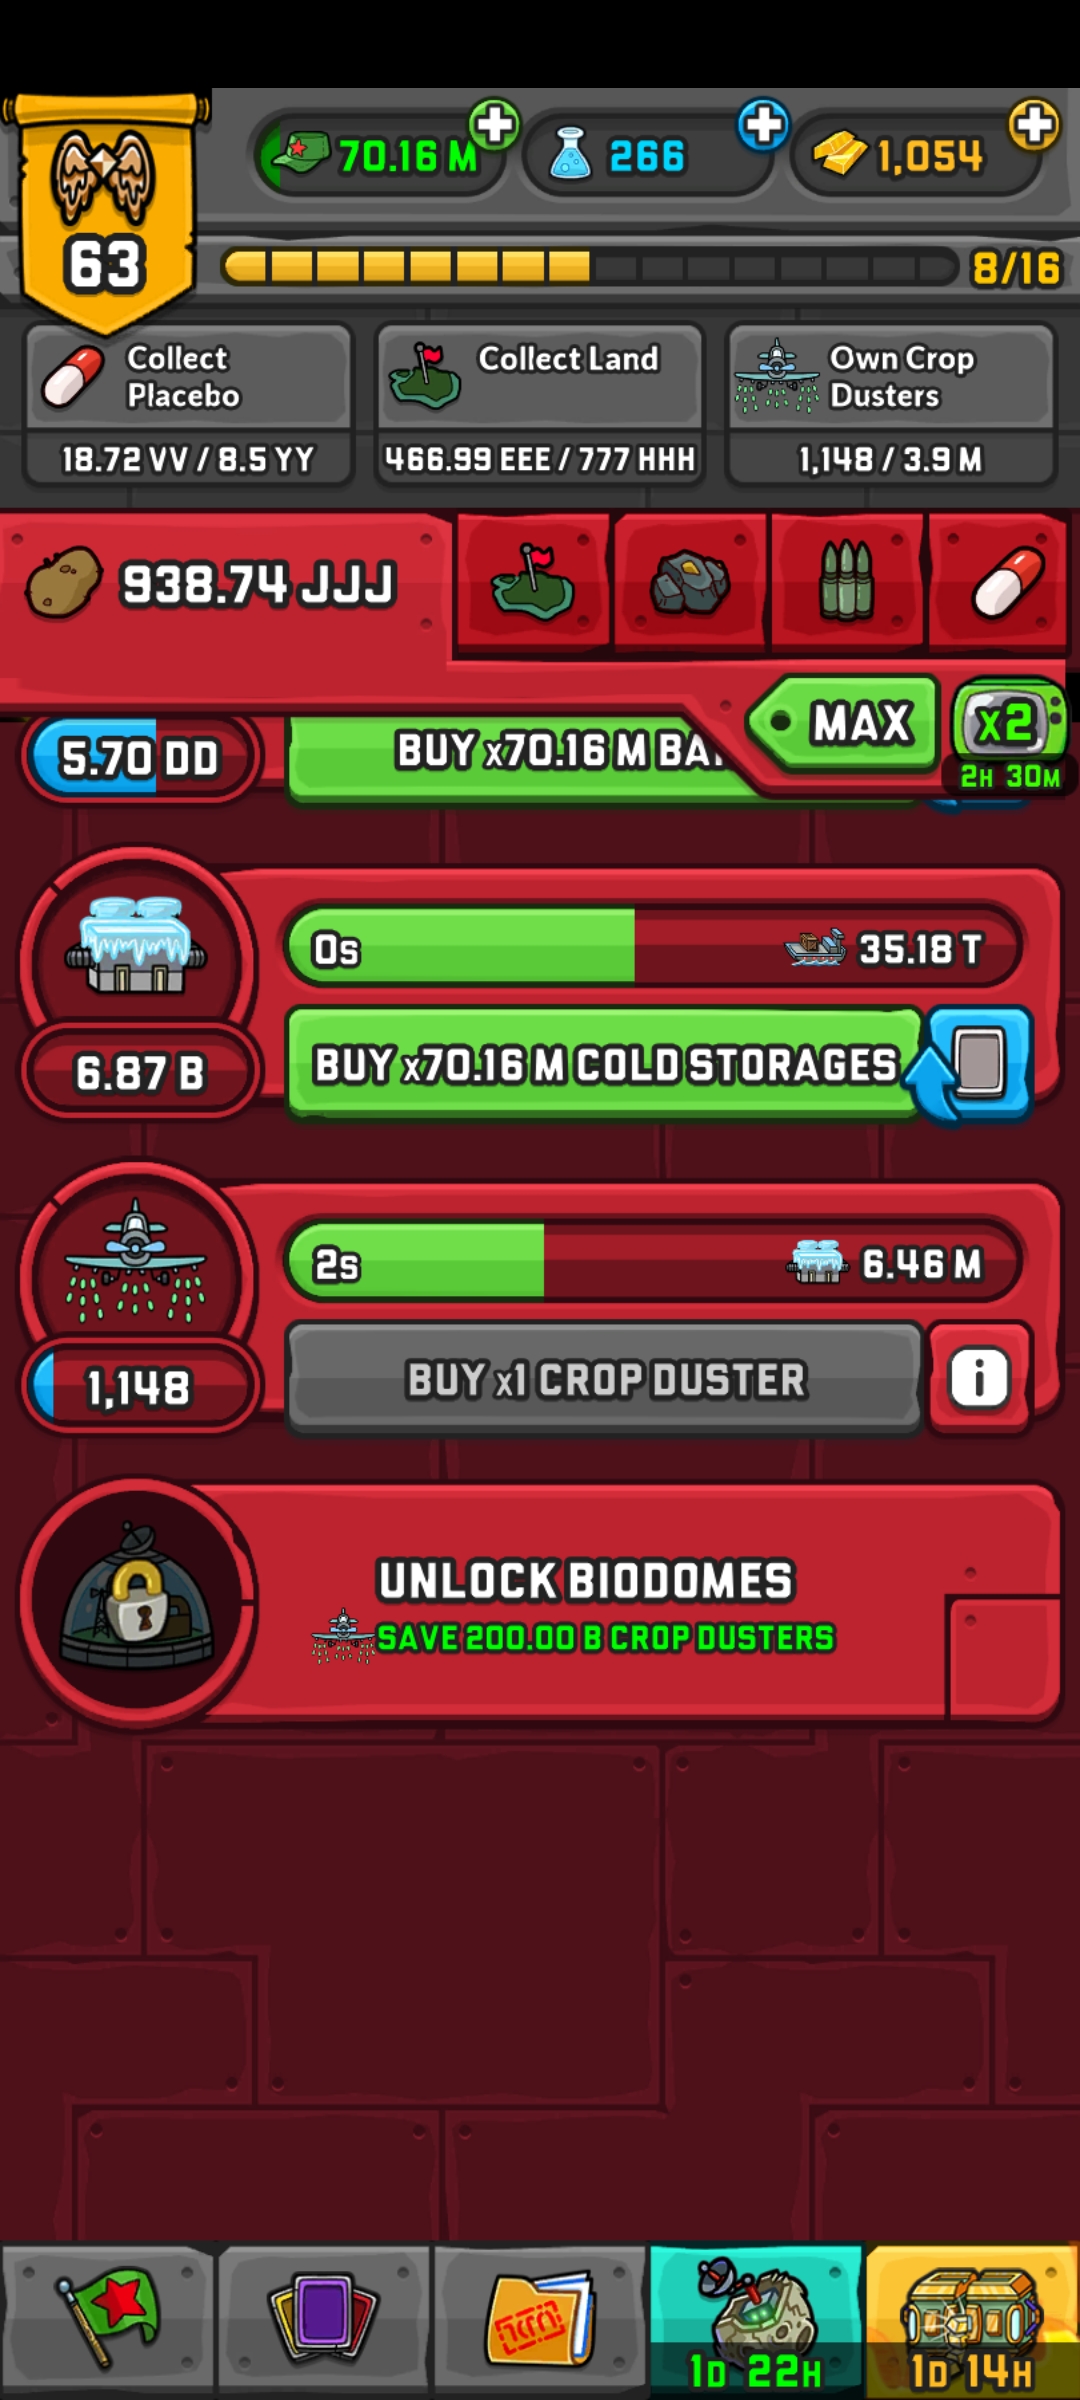 70.16 M
266
1,054
63
8/16
Collect
Placebo
Collect Land
Own Crop
Dusters
18.72 VV / 8.5 YY
466.99 EEE / 777 HHH
1,148 / 3.9 M
938.74 JJJ
MAX
X2
2H 30M
5.70 DD
BUY x70.16 M
0s
35.18 T
6.87 B
BUY x70.16 M COLD STORAGES
2s
6.46 M
1,148
BUY x1 CROP DUSTER
i
UNLOCK BIODOMES
SAVE 200.00 B CROP DUSTERS
1D 22H
1D 14H